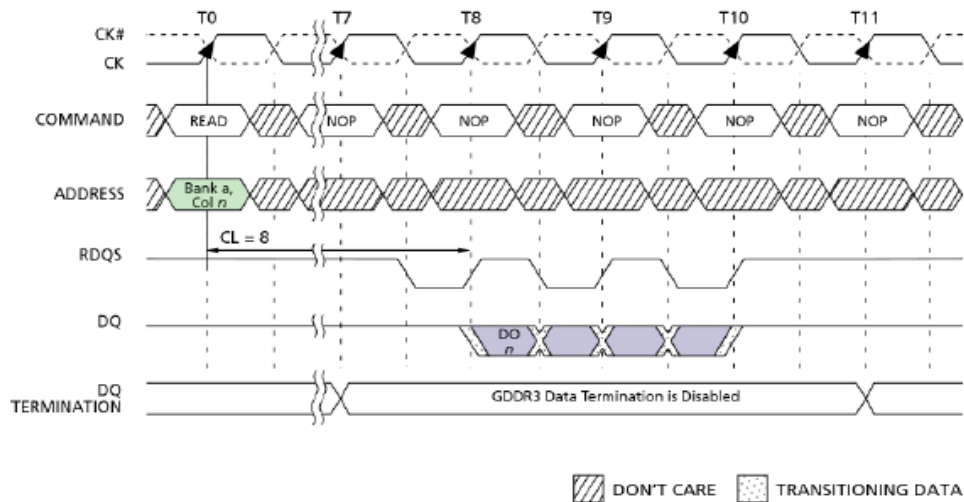 T0 T7 T8 T9 T10 T11
CK#
CK
COMMAND READ NOP NOP NOP NOP NOP
ADDRESS Bank a,
Col n
CL = 8
RDQS
DQ DO
n
DQ
TERMINATION GDDR3 Data Termination is Disabled
DON'T CARE TRANSITIONING DATA